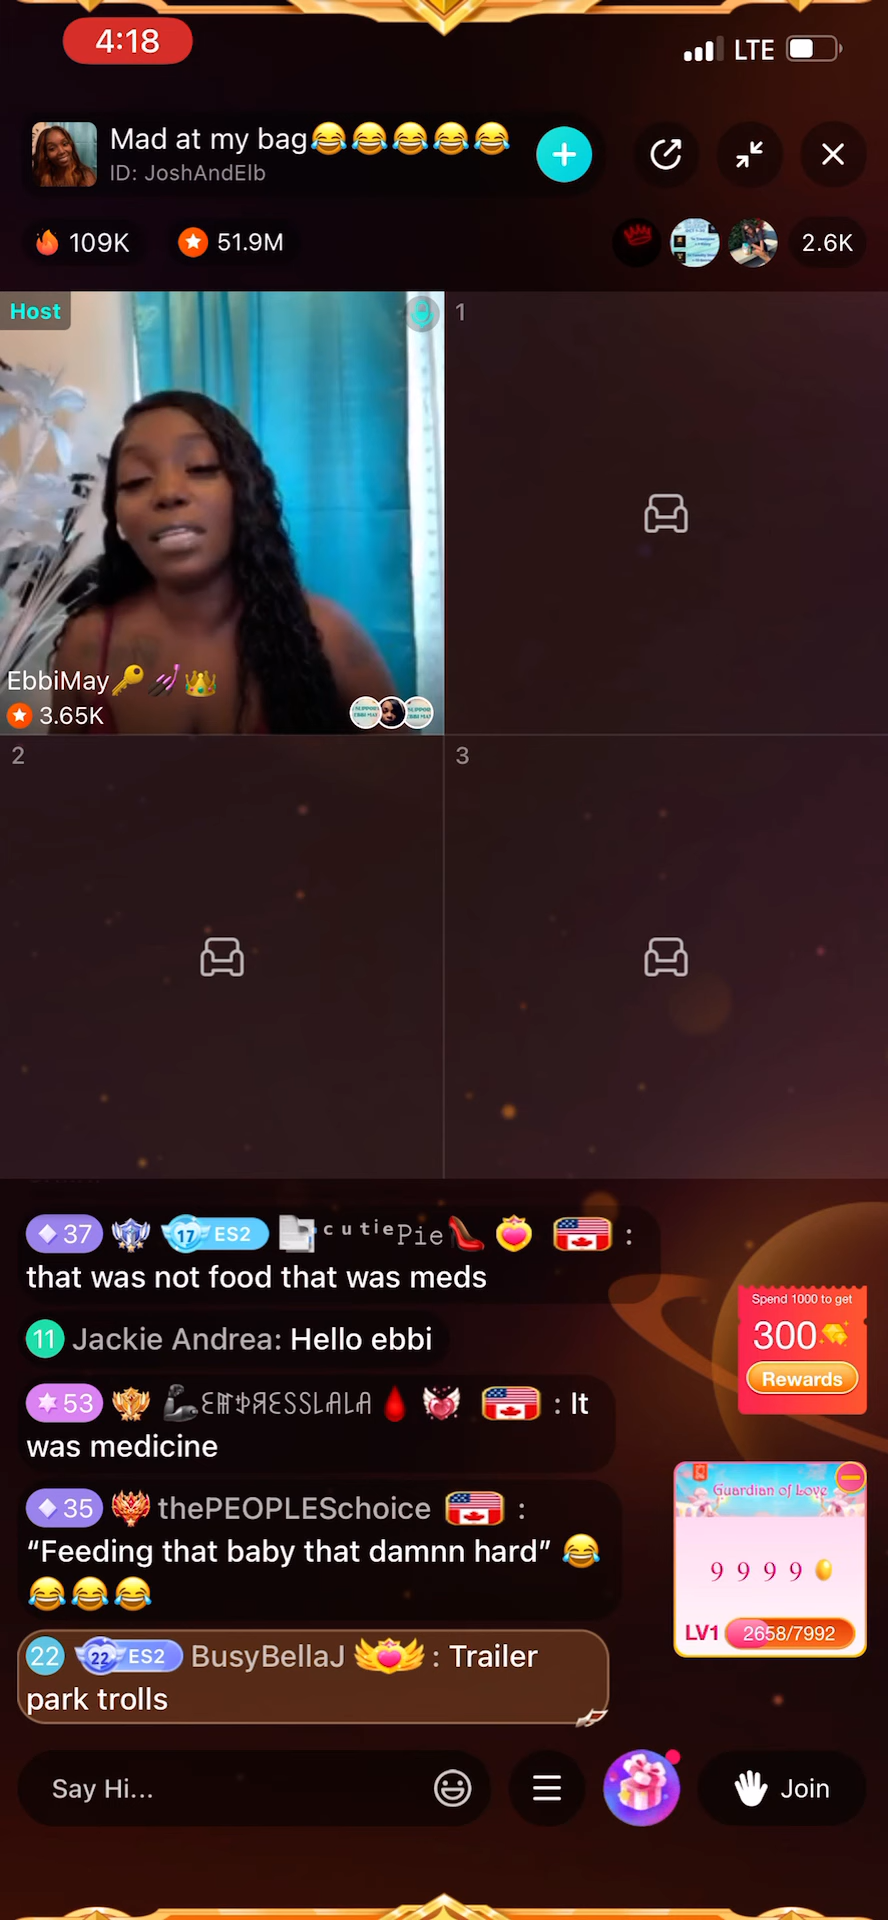 4:18
LTE
Mad at my bag😂😂😂😂😂
ID: JoshAndElb
109K
51.9M
2.6K
Host
1
EbbiMay🔑💅👑
3.65K
2
3
37 17 ES2 ᶜᵘᵗⁱᵉPie👠 :
that was not food that was meds
11 Jackie Andrea: Hello ebbi
53 : It
was medicine
35 thePEOPLESchoice :
“Feeding that baby that damnn hard” 😂
😂😂😂
22 22 ES2 BusyBellaJ : Trailer
park trolls
Spend 1000 to get
300
Rewards
Guardian of Love
9999
LV1 2658/7992
Say Hi...
Join